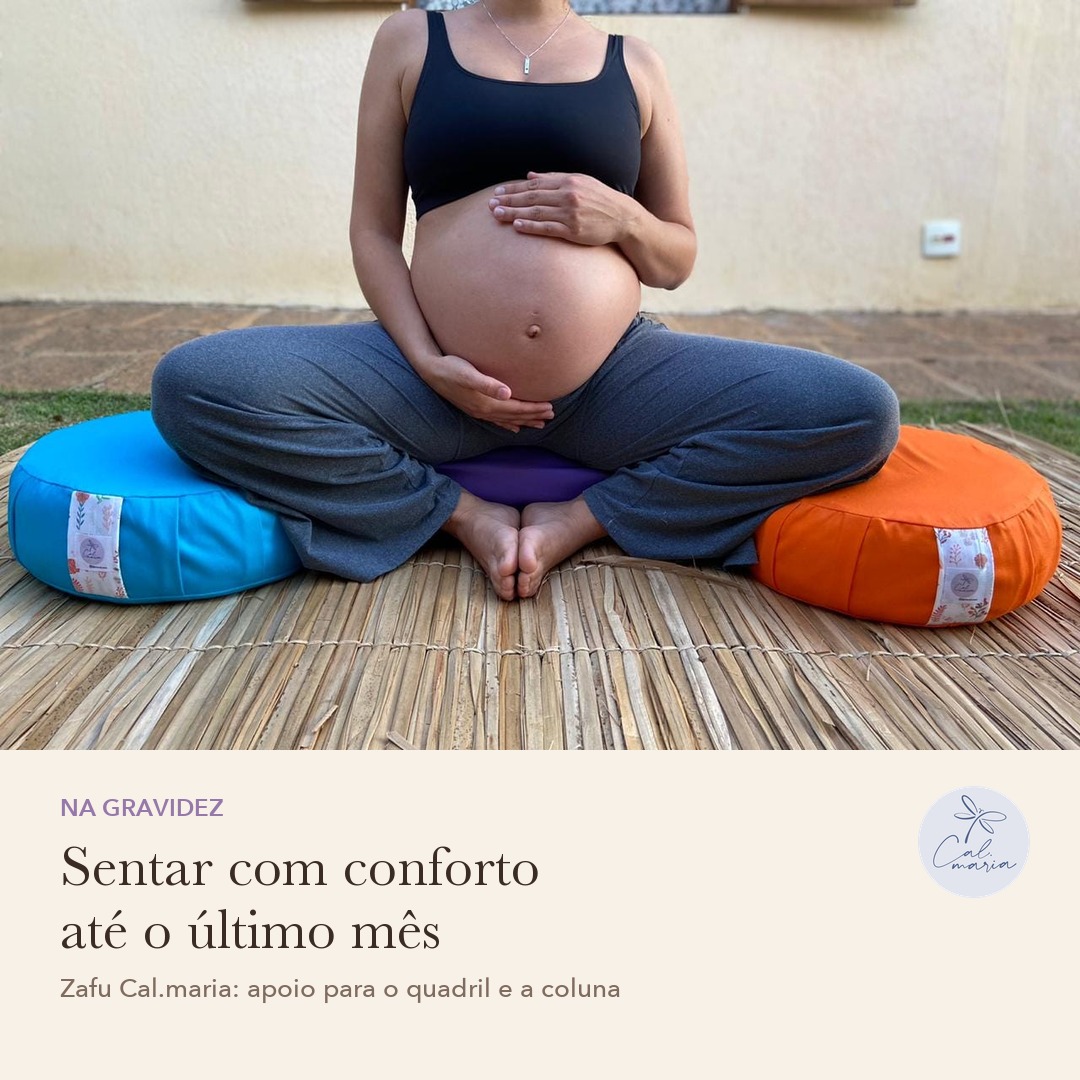 NA GRAVIDEZ
Sentar com conforto
até o último mês
Zafu Cal.maria: apoio para o quadril e a coluna
Cal.
maria